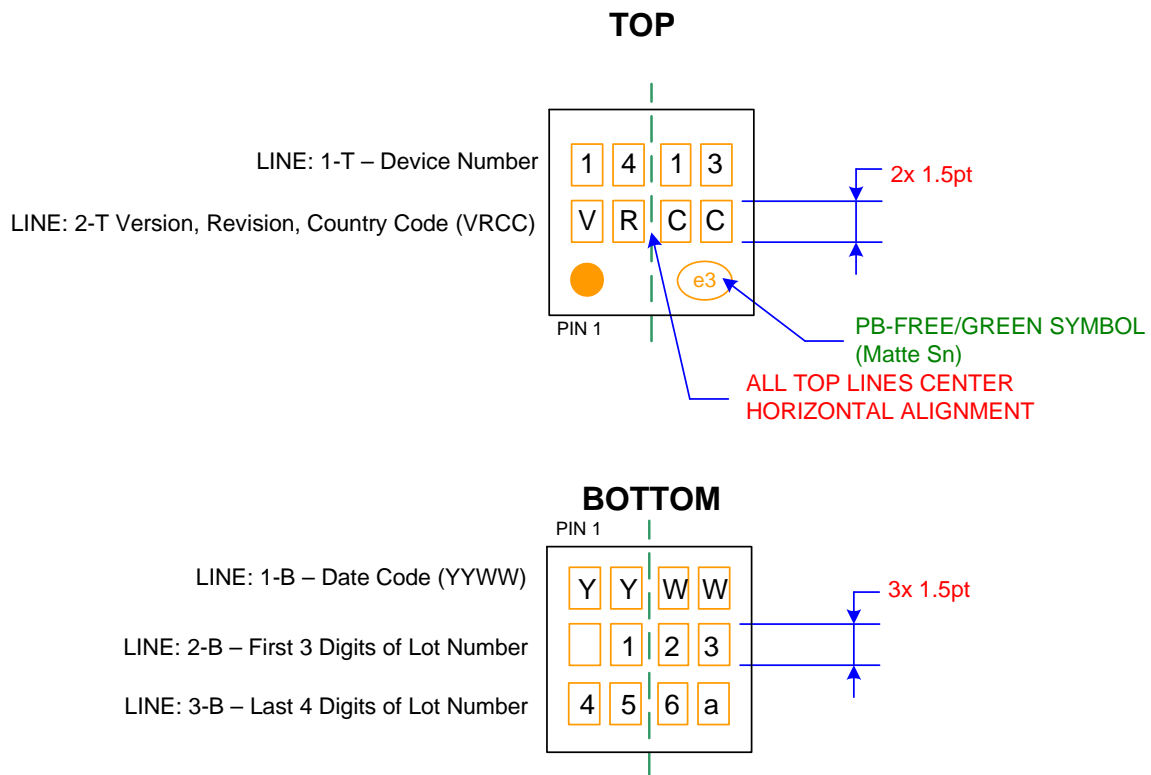 TOP
LINE: 1-T – Device Number
1 4 1 3
2x 1.5pt
LINE: 2-T Version, Revision, Country Code (VRCC)
V R C C
e3
PIN 1
PB-FREE/GREEN SYMBOL
(Matte Sn)
ALL TOP LINES CENTER
HORIZONTAL ALIGNMENT
BOTTOM
PIN 1
LINE: 1-B – Date Code (YYWW)
Y Y W W
3x 1.5pt
LINE: 2-B – First 3 Digits of Lot Number
1 2 3
LINE: 3-B – Last 4 Digits of Lot Number
4 5 6 a